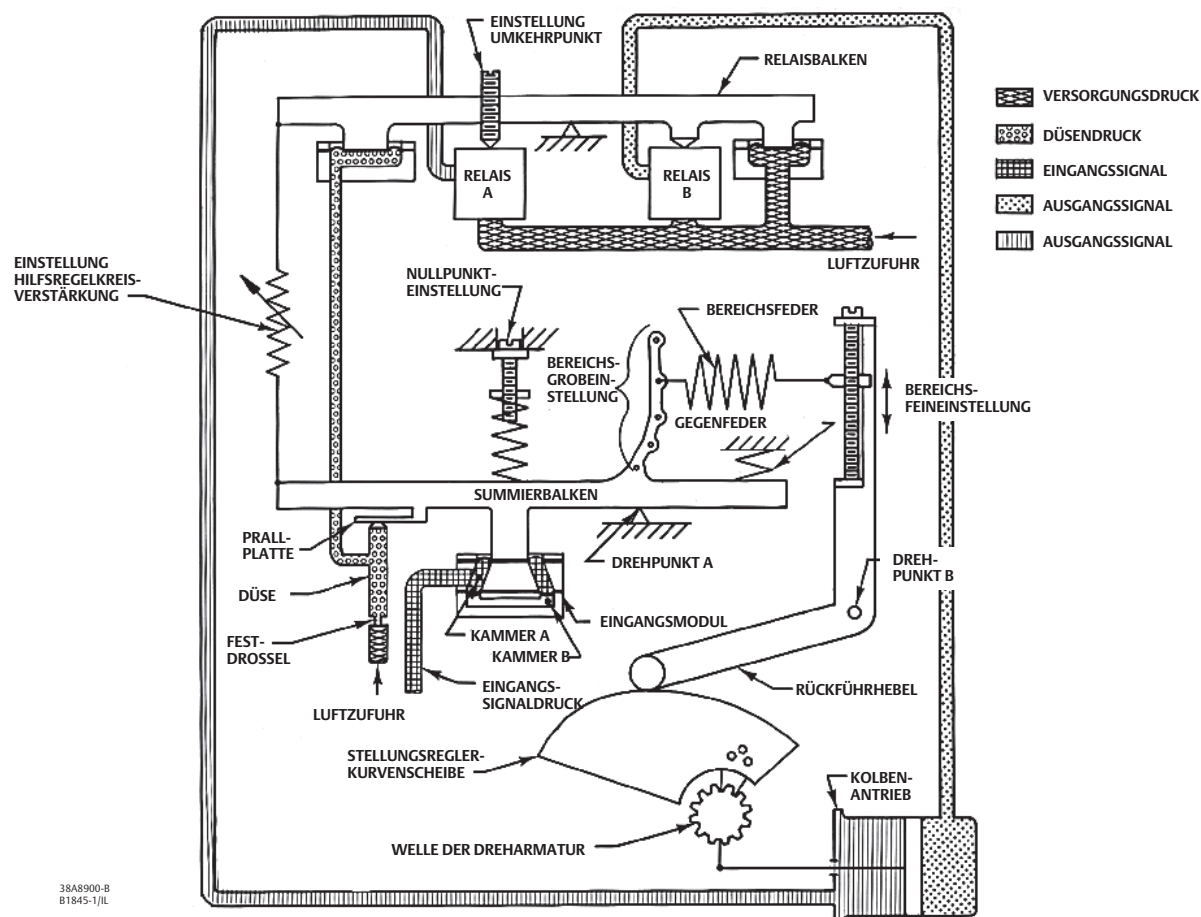 EINSTELLUNG
UMKEHRPUNKT
RELAISBALKEN
VERSORGUNGSDRUCK
DÜSENDRUCK
EINGANGSSIGNAL
AUSGANGSSIGNAL
AUSGANGSSIGNAL
RELAIS
A
RELAIS
B
LUFTZUFUHR
EINSTELLUNG
HILFSREGELKREIS-
VERSTÄRKUNG
NULLPUNKT-
EINSTELLUNG
BEREICHSFEDER
BEREICHS-
GROBEIN-
STELLUNG
GEGENFEDER
BEREICHS-
FEINEINSTELLUNG
SUMMIERBALKEN
PRALL-
PLATTE
DREHPUNKT A
DREH-
PUNKT B
DÜSE
FEST-
DROSSEL
KAMMER A
KAMMER B
EINGANGSMODUL
EINGANGS-
SIGNALDRUCK
RÜCKFÜHRHEBEL
LUFTZUFUHR
STELLUNGSREGLER-
KURVENSCHEIBE
KOLBEN-
ANTRIEB
WELLE DER DREHARMATUR
38A8900-B
B1845-1/IL